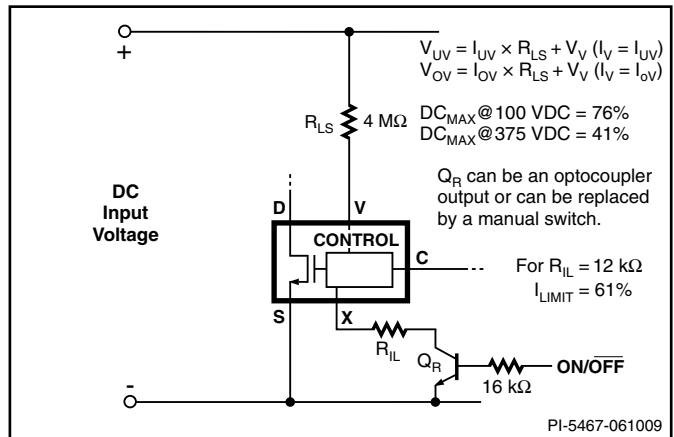 +
V_UV = I_UV × R_LS + V_V (I_V = I_UV)
V_OV = I_OV × R_LS + V_V (I_V = I_oV)
R_LS 4 MΩ
DC_MAX@100 VDC = 76%
DC_MAX@375 VDC = 41%
DC
Input
Voltage
Q_R can be an optocoupler
output or can be replaced
by a manual switch.
D V
CONTROL
C
For R_IL = 12 kΩ
I_LIMIT = 61%
S X
R_IL
Q_R
16 kΩ
ON/O̅F̅F̅
-
PI-5467-061009